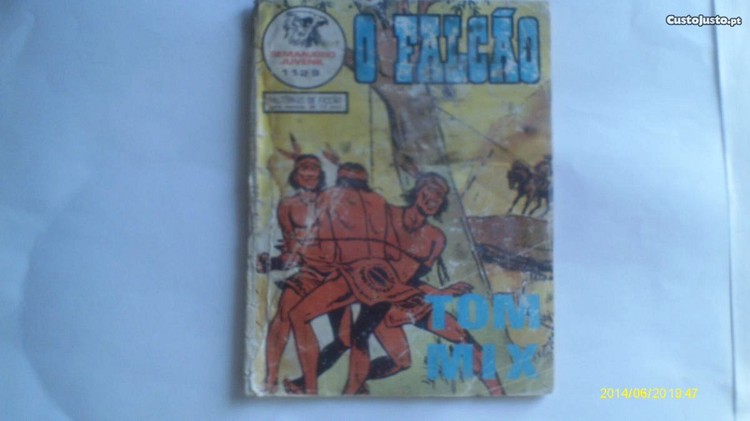 CustoJusto.pt
O FALCÃO
SEMANÁRIO
JUVENIL
1129
TOM
MIX
2014/06/20 19:47